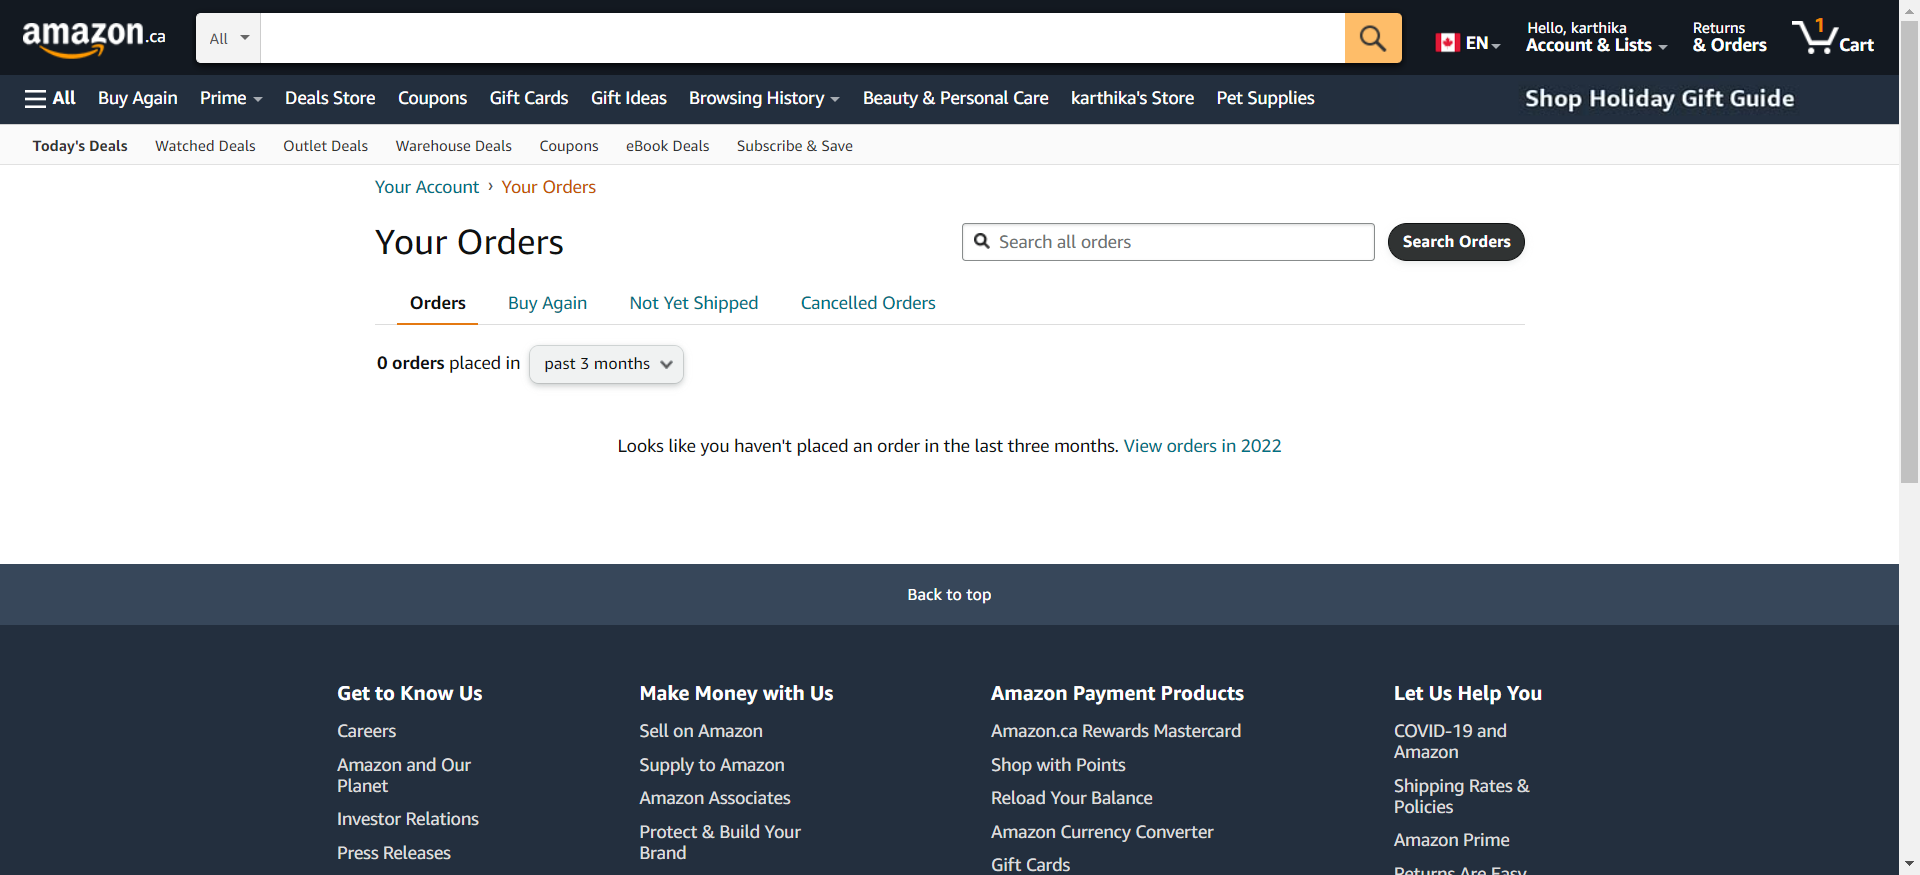 amazon.ca
All
EN
Hello, karthika
Account & Lists
Returns
& Orders
1
Cart
All Buy Again Prime Deals Store Coupons Gift Cards Gift Ideas Browsing History Beauty & Personal Care karthika's Store Pet Supplies Shop Holiday Gift Guide
Today's Deals Watched Deals Outlet Deals Warehouse Deals Coupons eBook Deals Subscribe & Save
Your Account › Your Orders
Your Orders
Search all orders
Search Orders
Orders Buy Again Not Yet Shipped Cancelled Orders
0 orders placed in past 3 months
Looks like you haven't placed an order in the last three months. View orders in 2022
Back to top
Get to Know Us
Careers
Amazon and Our
Planet
Investor Relations
Press Releases
Make Money with Us
Sell on Amazon
Supply to Amazon
Amazon Associates
Protect & Build Your
Brand
Amazon Payment Products
Amazon.ca Rewards Mastercard
Shop with Points
Reload Your Balance
Amazon Currency Converter
Gift Cards
Let Us Help You
COVID-19 and
Amazon
Shipping Rates &
Policies
Amazon Prime
Returns Are Easy